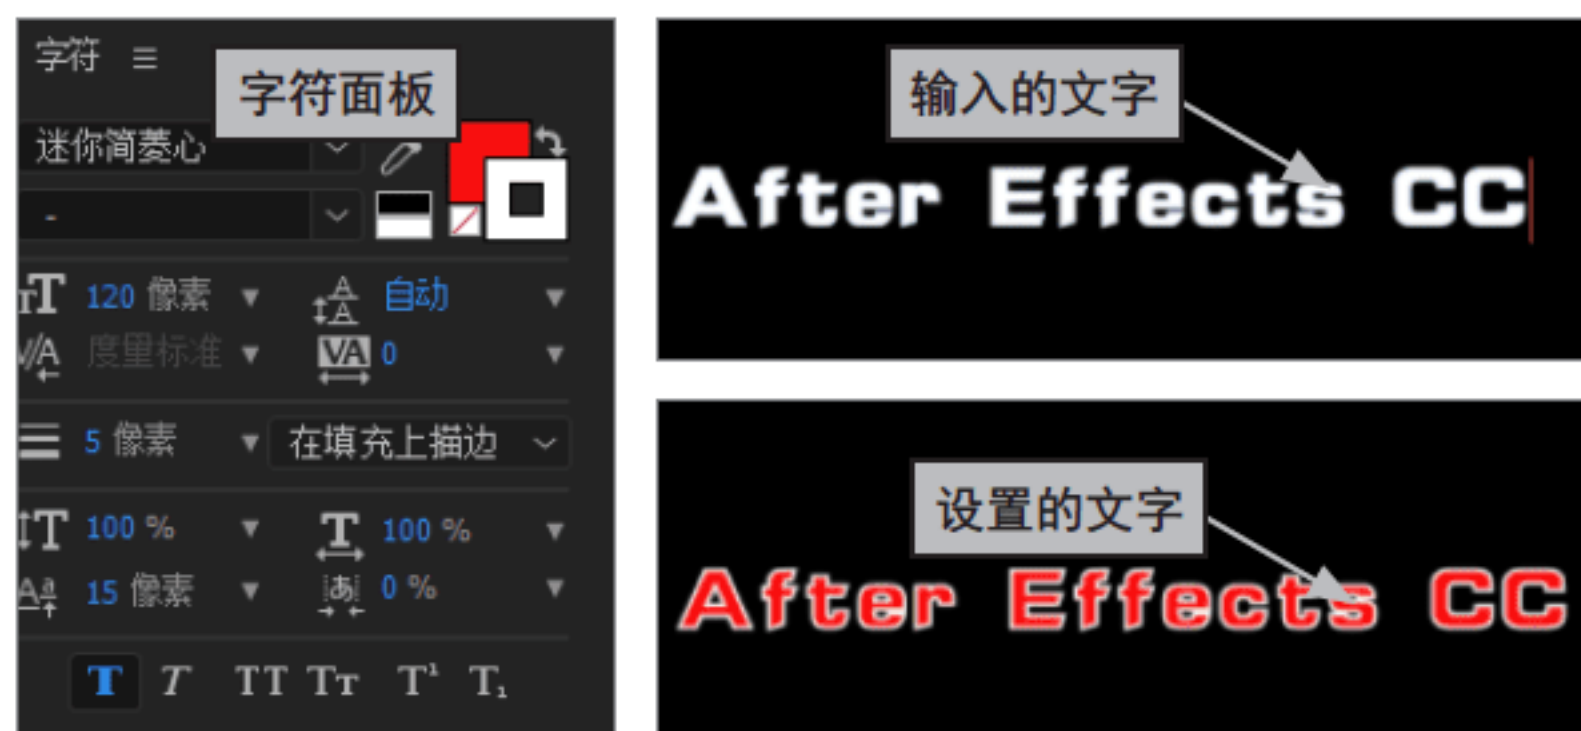 字符
字符面板
迷你简菱心
-
120 像素
自动
度量标准
0
5 像素
在填充上描边
100 %
100 %
15 像素
0 %
T T TT Tт T¹ T₁
输入的文字
After Effects CC
设置的文字
After Effects CC